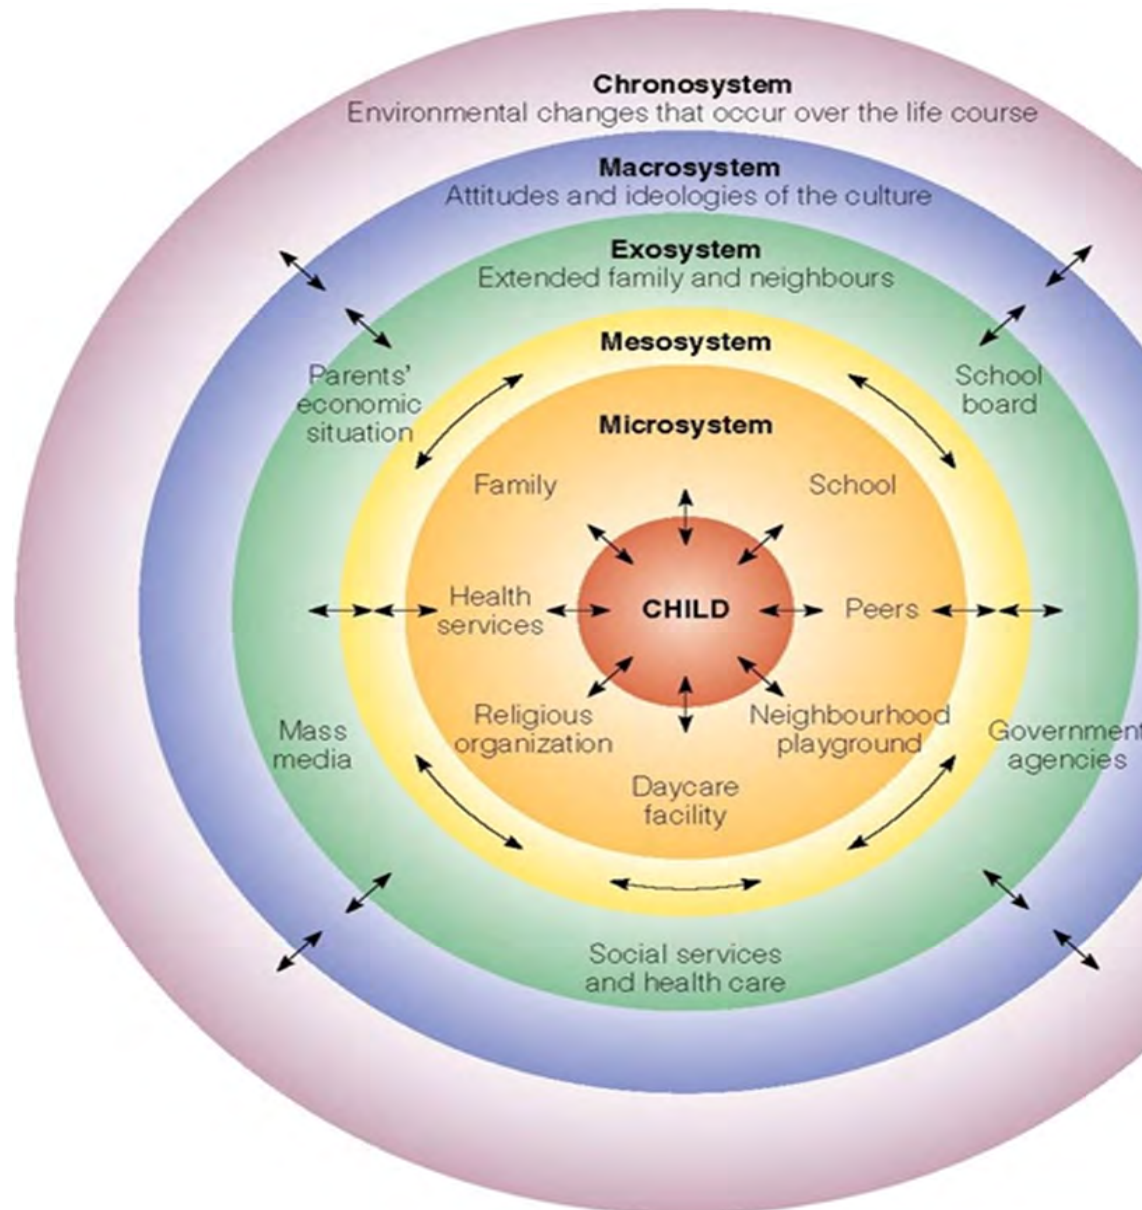 Chronosystem
Environmental changes that occur over the life course
Macrosystem
Attitudes and ideologies of the culture
Exosystem
Extended family and neighbours
Mesosystem
Parents'
economic
situation
School
board
Microsystem
Family
School
Health
services
CHILD
Peers
Religious
organization
Neighbourhood
playground
Mass
media
Government
agencies
Daycare
facility
Social services
and health care